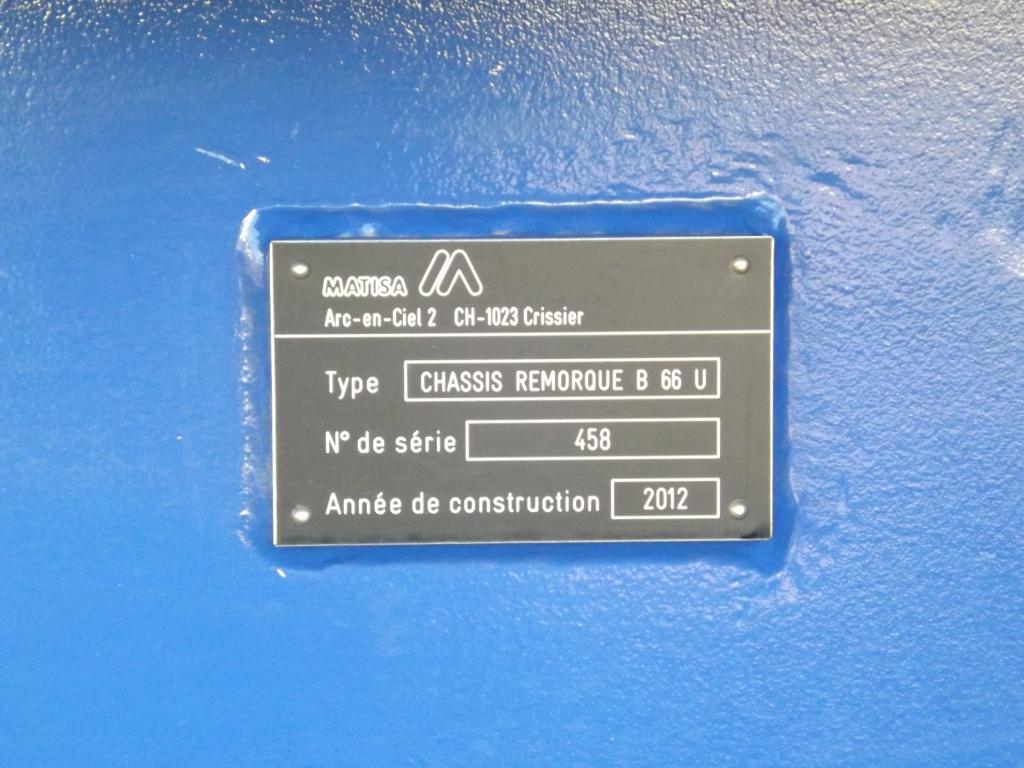 MATISA
Arc-en-Ciel 2 CH-1023 Crissier
Type CHASSIS REMORQUE B 66 U
N° de série 458
Année de construction 2012